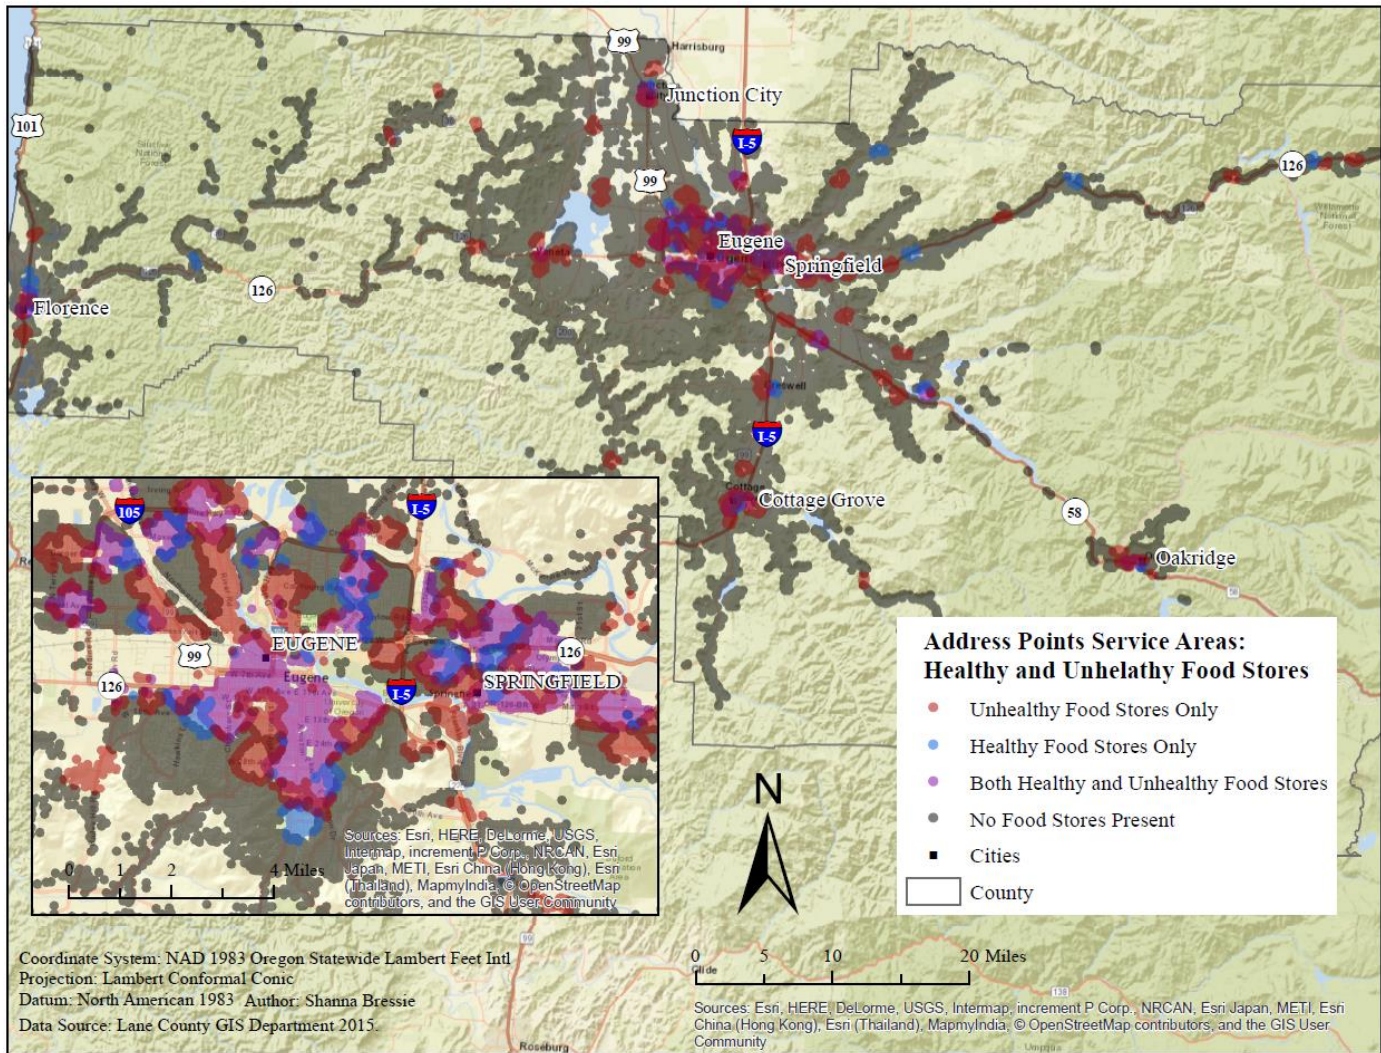 99
Harrisburg
Junction City
101
I-5
99
126
Eugene
Springfield
126
Florence
Creswell
I-5
Cottage Grove
58
Oakridge
105
I-5
EUGENE
99
126
Eugene
126
I-5
SPRINGFIELD
0 1 2 4 Miles
Sources: Esri, HERE, DeLorme, USGS,
Intermap, increment P Corp., NRCAN, Esri
Japan, METI, Esri China (Hong Kong), Esri
(Thailand), MapmyIndia, © OpenStreetMap
contributors, and the GIS User Community
Address Points Service Areas:
Healthy and Unhelathy Food Stores
Unhealthy Food Stores Only
Healthy Food Stores Only
Both Healthy and Unhealthy Food Stores
No Food Stores Present
Cities
County
N
Coordinate System: NAD 1983 Oregon Statewide Lambert Feet Intl
Projection: Lambert Conformal Conic
Datum: North American 1983 Author: Shanna Bressie
Data Source: Lane County GIS Department 2015.
99
0 5 10 20 Miles
Glide
138
Sources: Esri, HERE, DeLorme, USGS, Intermap, increment P Corp., NRCAN, Esri Japan, METI, Esri
China (Hong Kong), Esri (Thailand), MapmyIndia, © OpenStreetMap contributors, and the GIS User
Community
Roseburg
Umpqua